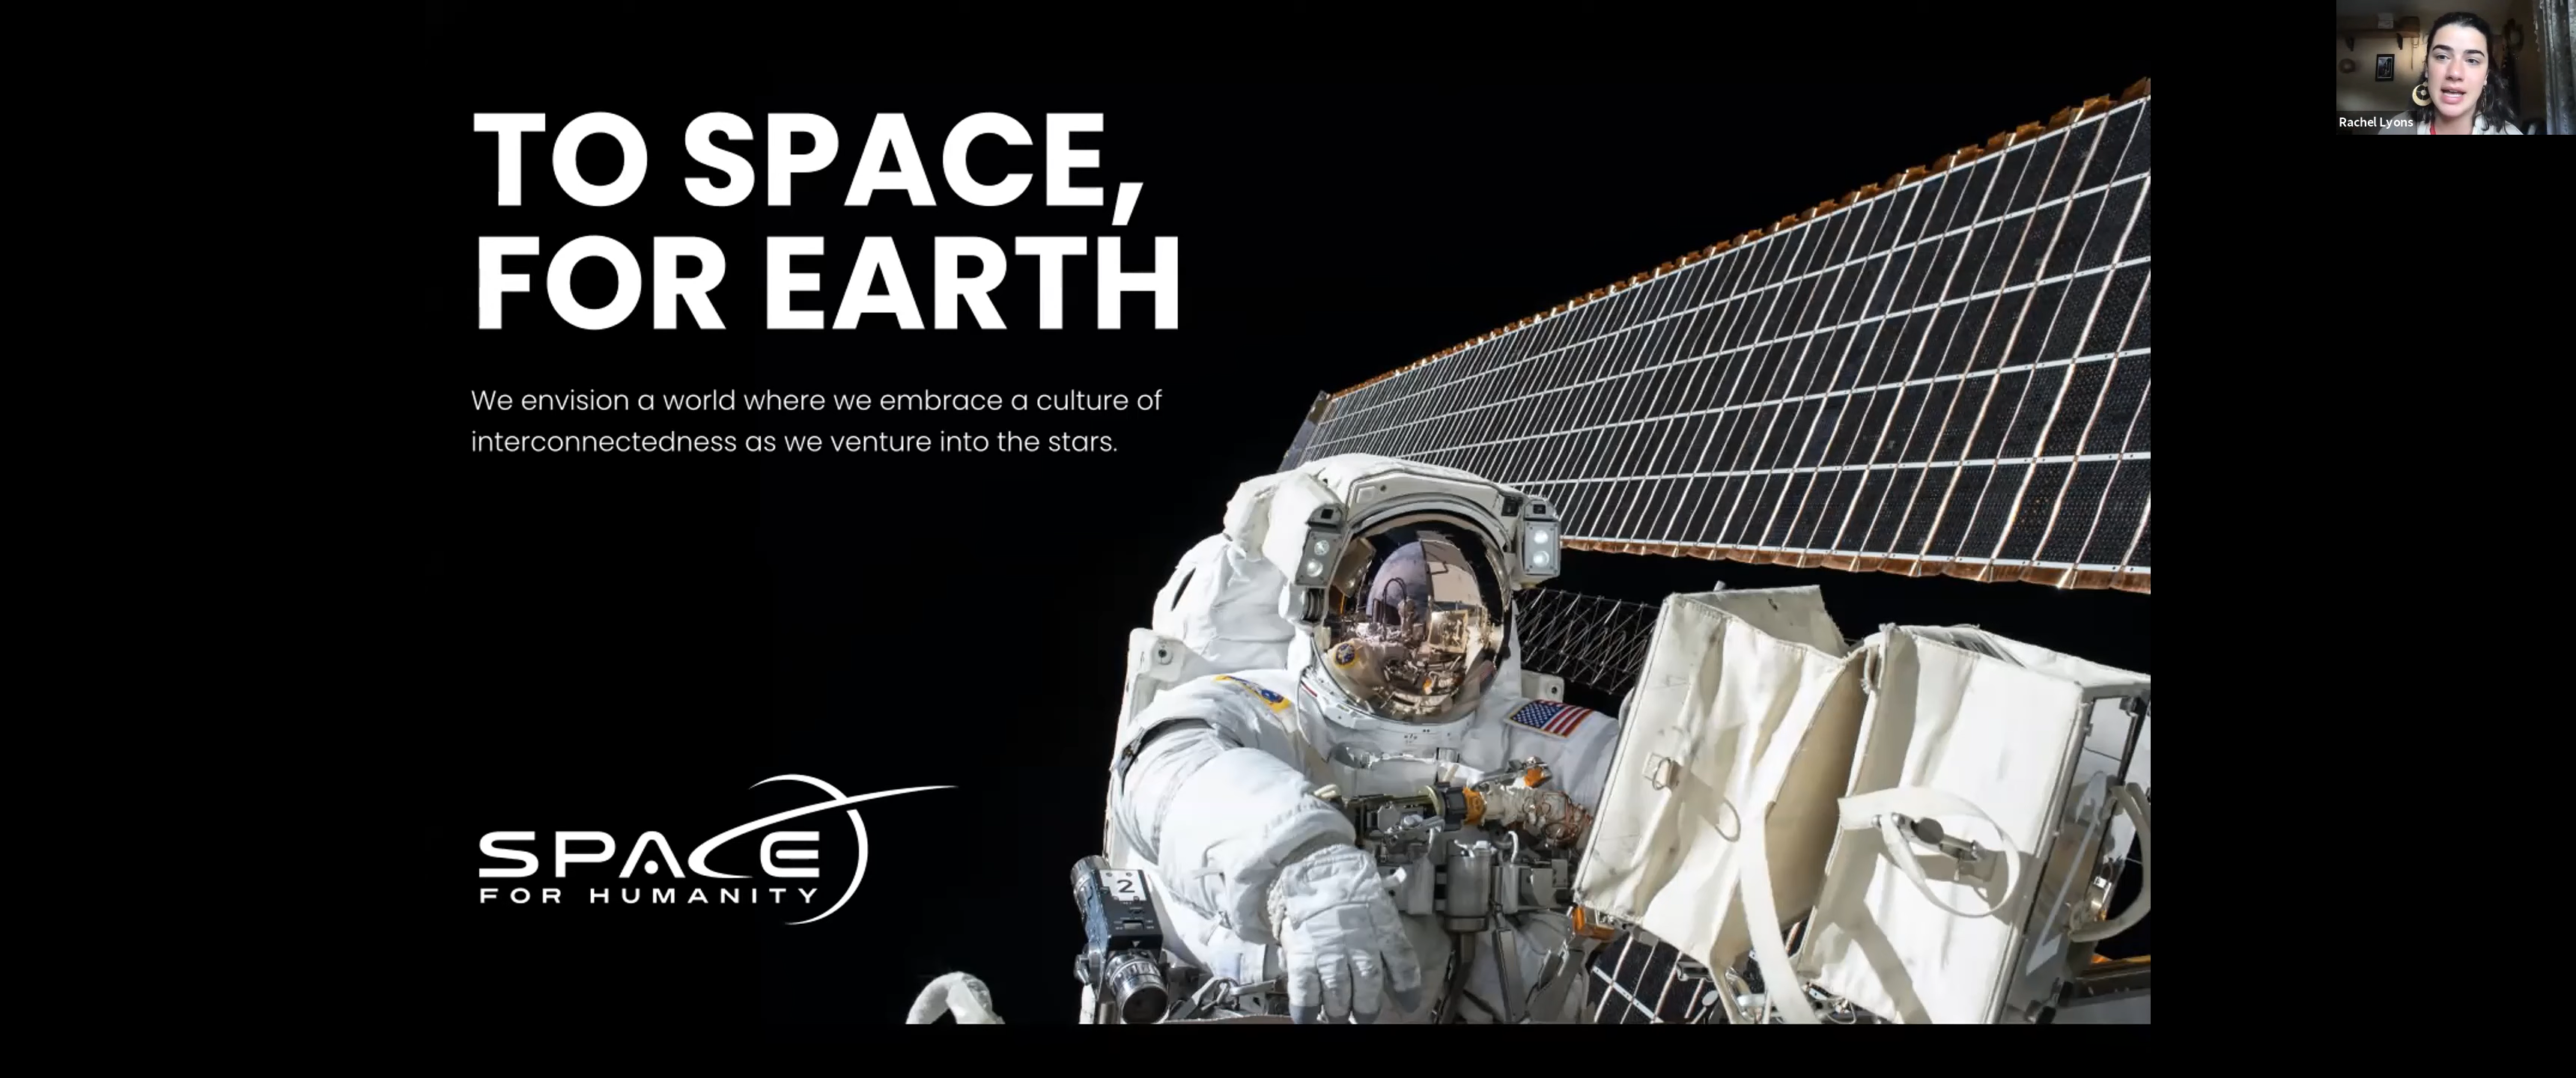 TO SPACE,
FOR EARTH
We envision a world where we embrace a culture of
interconnectedness as we venture into the stars.
SPACE
FOR HUMANITY
2
Rachel Lyons